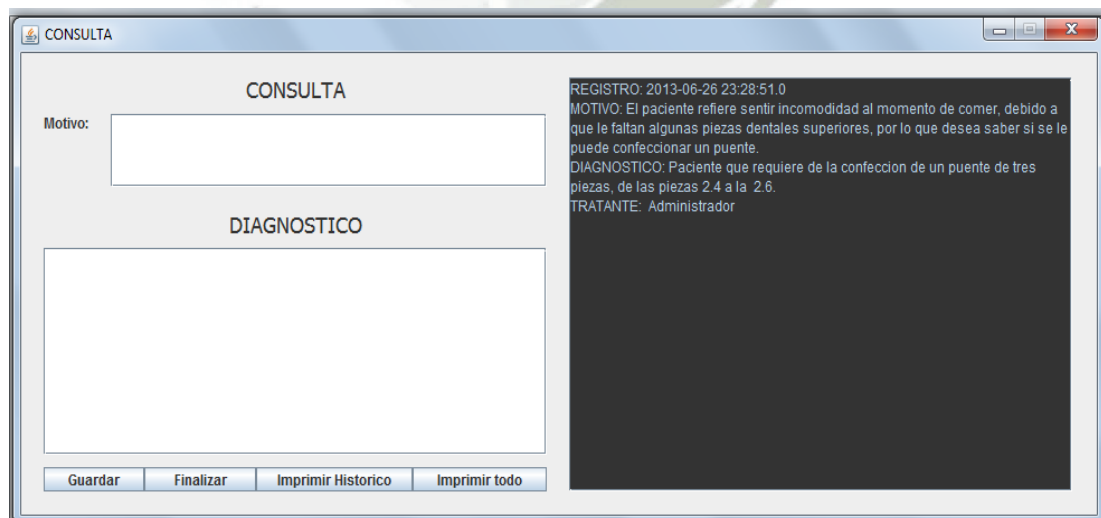 CONSULTA
CONSULTA
Motivo:
DIAGNOSTICO
Guardar Finalizar Imprimir Historico Imprimir todo
REGISTRO: 2013-06-26 23:28:51.0
MOTIVO: El paciente refiere sentir incomodidad al momento de comer, debido a
que le faltan algunas piezas dentales superiores, por lo que desea saber si se le
puede confeccionar un puente.
DIAGNOSTICO: Paciente que requiere de la confeccion de un puente de tres
piezas, de las piezas 2.4 a la  2.6.
TRATANTE:  Administrador